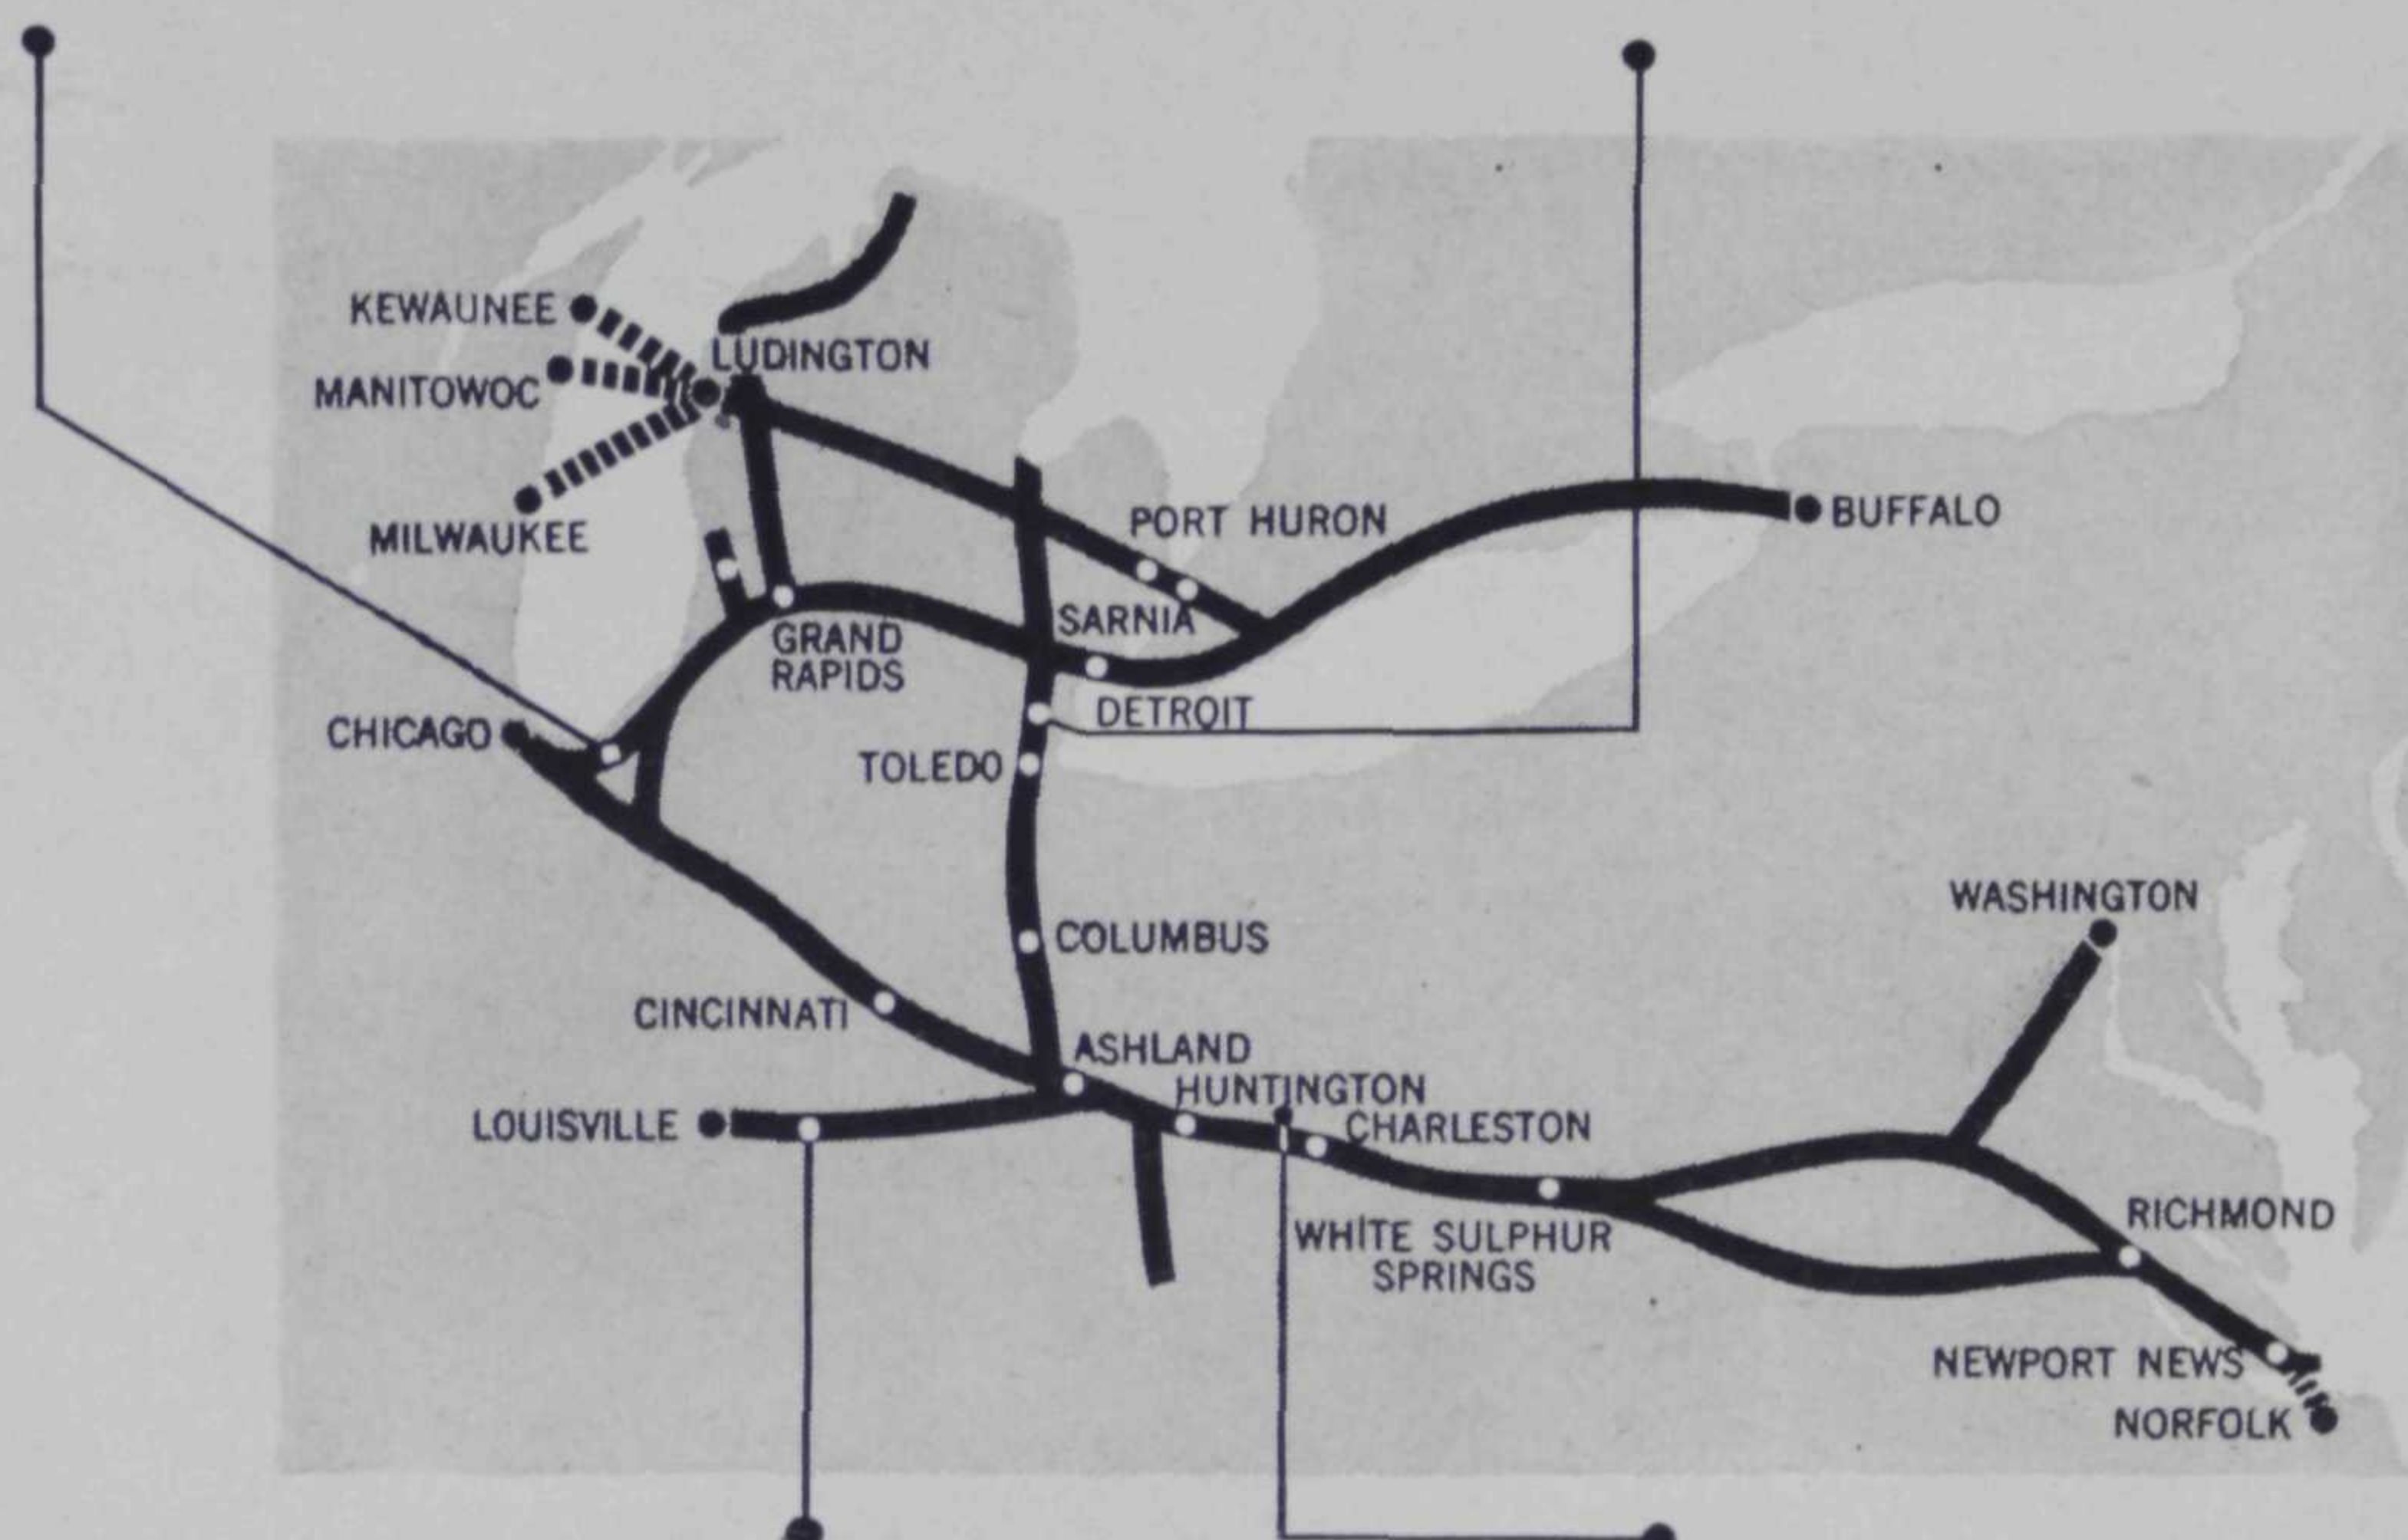 KEWAUNEE
LUDINGTON
MANITOWOC
MILWAUKEE
PORT HURON
BUFFALO
SARNIA
GRAND
RAPIDS
DETROIT
CHICAGO
TOLEDO
WASHINGTON
COLUMBUS
CINCINNATI
ASHLAND
HUNTINGTON
LOUISVILLE
CHARLESTON
RICHMOND
WHITE SULPHUR
SPRINGS
NEWPORT NEWS
NORFOLK